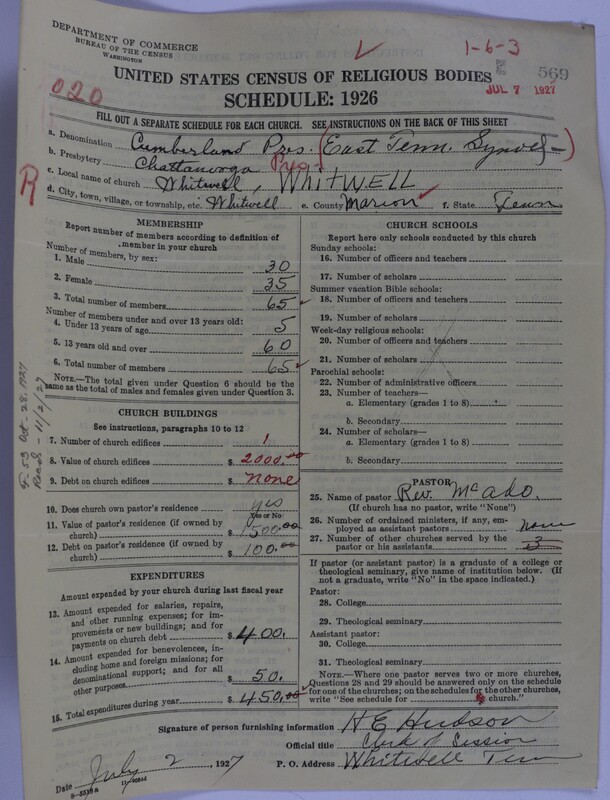 DEPARTMENT OF COMMERCE
BUREAU OF THE CENSUS
WASHINGTON
1-6-3
569
JUL 7 1927
020
UNITED STATES CENSUS OF RELIGIOUS BODIES
SCHEDULE: 1926
FILL OUT A SEPARATE SCHEDULE FOR EACH CHURCH. SEE INSTRUCTIONS ON THE BACK OF THIS SHEET
a. Denomination Cumberland Pres. (East Tenn. Synod)
b. Presbytery Chattanooga Pres.
c. Local name of church Whitwell, WHITWELL
d. City, town, village, or township, etc. Whitwell e. County Marion f. State Tenn
R
MEMBERSHIP
Report number of members according to definition of
member in your church
Number of members, by sex:
1. Male 30
2. Female 35
3. Total number of members 65
Number of members under and over 13 years old:
4. Under 13 years of age 5
5. 13 years old and over 60
6. Total number of members 65
NOTE.—The total given under Question 6 should be the
same as the total of males and females given under Question 3.
CHURCH BUILDINGS
See instructions, paragraphs 10 to 12
7. Number of church edifices 1
8. Value of church edifices $ 2000.00
9. Debt on church edifices $ none
10. Does church own pastor's residence yes
Yes or No
11. Value of pastor's residence (if owned by
church) $ 500.00
12. Debt on pastor's residence (if owned by
church) $ 100.00
EXPENDITURES
Amount expended by your church during last fiscal year
13. Amount expended for salaries, repairs,
and other running expenses; for im-
provements or new buildings; and for
payments on church debt $ 400.
14. Amount expended for benevolences, in-
cluding home and foreign missions; for
denominational support; and for all
other purposes $ 50.
15. Total expenditures during year $ 450.00
CHURCH SCHOOLS
Report here only schools conducted by this church
Sunday schools:
16. Number of officers and teachers
17. Number of scholars
Summer vacation Bible schools:
18. Number of officers and teachers
19. Number of scholars
Week-day religious schools:
20. Number of officers and teachers
21. Number of scholars
Parochial schools:
22. Number of administrative officers
23. Number of teachers—
a. Elementary (grades 1 to 8)
b. Secondary
24. Number of scholars—
a. Elementary (grades 1 to 8)
b. Secondary
PASTOR
25. Name of pastor Rev. McAdo.
(If church has no pastor, write "None")
26. Number of ordained ministers, if any, em-
ployed as assistant pastors none
27. Number of other churches served by the
pastor or his assistants 3
If pastor (or assistant pastor) is a graduate of a college or
theological seminary, give name of institution below. (If
not a graduate, write "No" in the space indicated.)
Pastor:
28. College
29. Theological seminary
Assistant pastor:
30. College
31. Theological seminary
NOTE.—Where one pastor serves two or more churches,
Questions 28 and 29 should be answered only on the schedule
for one of the churches; on the schedules for the other churches,
write "See schedule for church."
Signature of person furnishing information H E Hudson
Official title Clerk of Session
P. O. Address Whitwell Tenn
Date July 2, 1927
F. 53 Oct. 28. 1927
Recd - 11/2/27